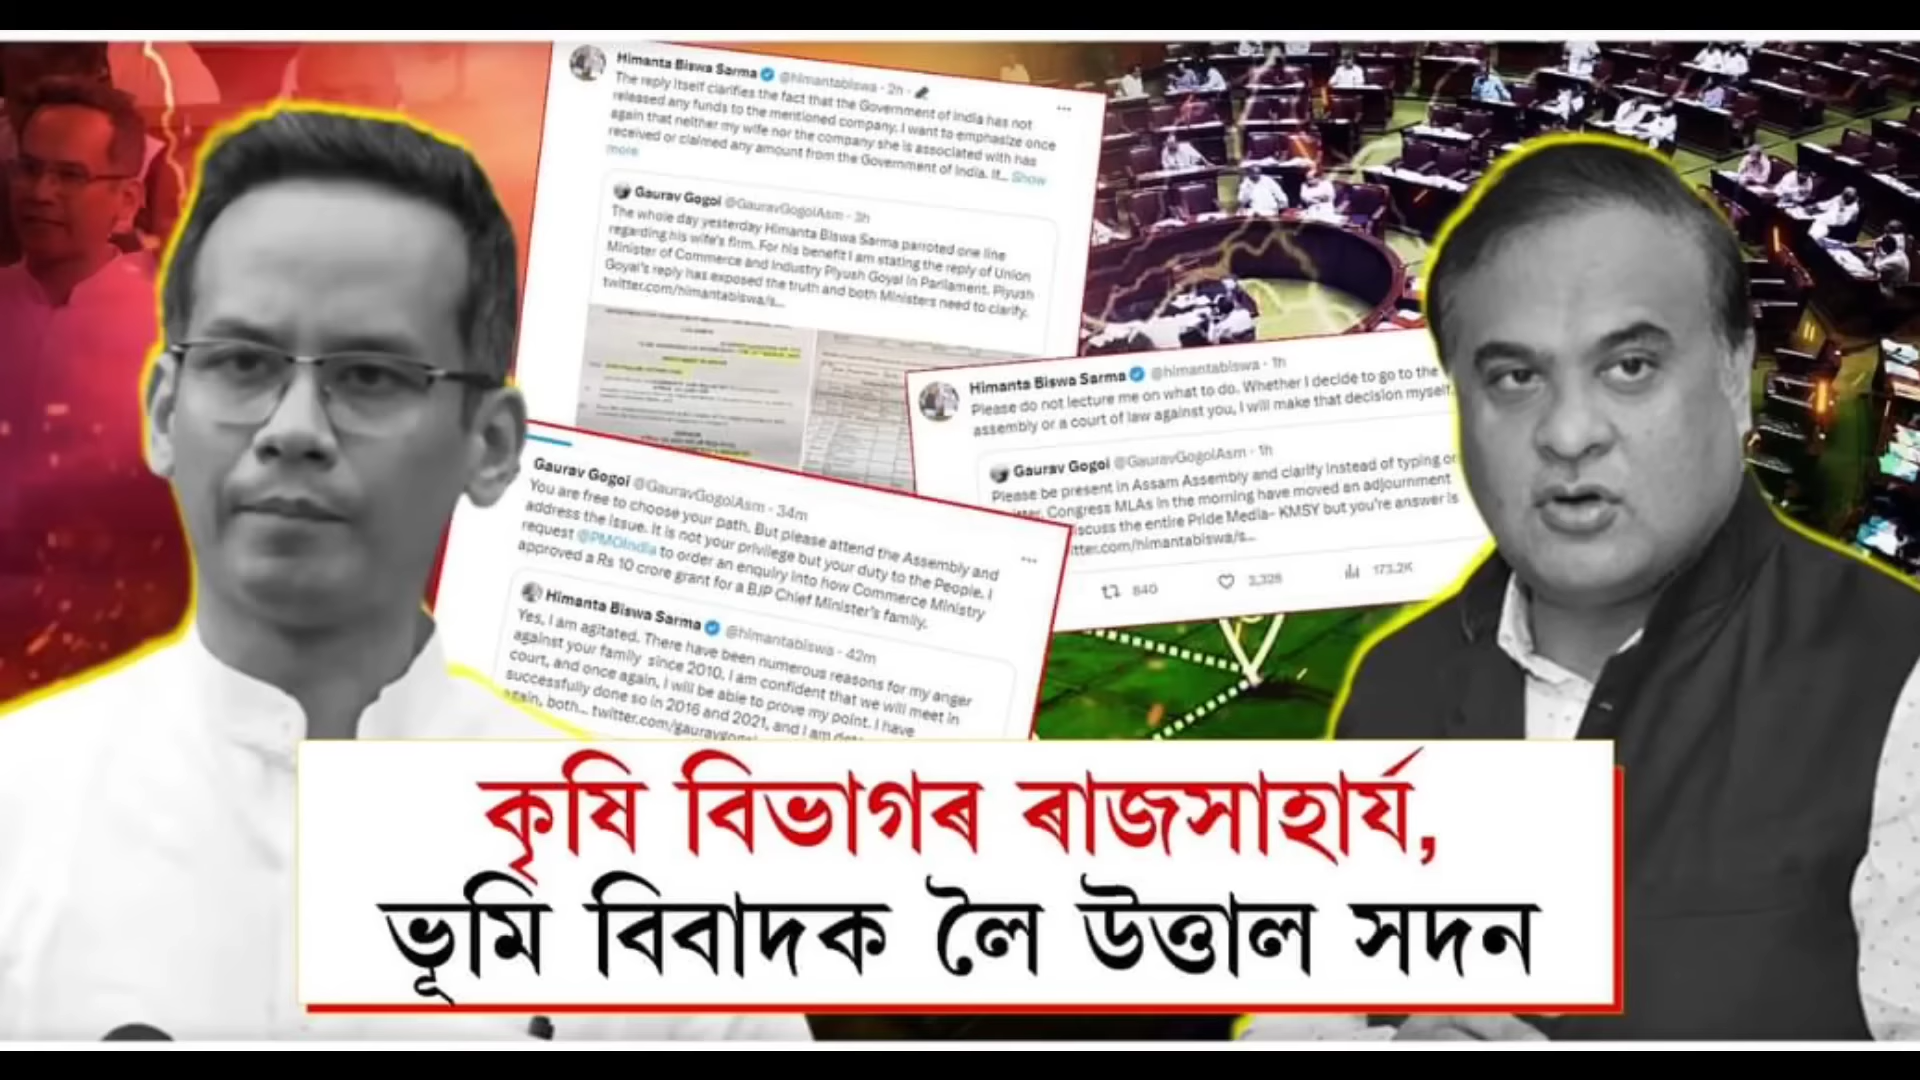 Himanta Biswa Sarma @himantabiswa · 2h ·
The reply itself clarifies the fact that the Government of India has not
released any funds to the mentioned company. I want to emphasize once
again that neither my wife nor the company she is associated with has
received or claimed any amount from the Government of India. If... Show
more
Gaurav Gogoi @GauravGogoiAsm · 3h
The whole day yesterday Himanta Biswa Sarma parroted one line
regarding his wife's firm. For his benefit I am stating the reply of Union
Minister of Commerce and Industry Piyush Goyal in Parliament. Piyush
Goyal's reply has exposed the truth and both Ministers need to clarify.
twitter.com/himantabiswa/s...
Himanta Biswa Sarma @himantabiswa · 1h
Please do not lecture me on what to do. Whether I decide to go to the
assembly or a court of law against you, I will make that decision myself.
Gaurav Gogoi @GauravGogoiAsm · 1h
Please be present in Assam Assembly and clarify instead of typing on
Congress MLAs in the morning have moved an adjournment
the entire Pride Media- KMSY but you're answer is
twitter.com/himantabiswa/s...
840 3,328 173.2K
Gaurav Gogoi @GauravGogoiAsm · 34m
You are free to choose your path. But please attend the Assembly and
address the issue. It is not your privilege but your duty to the People. I
request @PMOIndia to order an enquiry into how Commerce Ministry
approved a Rs 10 crore grant for a BJP Chief Minister's family.
Himanta Biswa Sarma @himantabiswa · 42m
Yes, I am agitated. There have been numerous reasons for my anger
against your family since 2010. I am confident that we will meet in
court, and once again, I will be able to prove my point. I have
successfully done so in 2016 and 2021, and I am
again, both... twitter.com/gauravgogoi
কৃষি বিভাগৰ ৰাজসাহাৰ্য,
ভূমি বিবাদক লৈ উত্তাল সদন